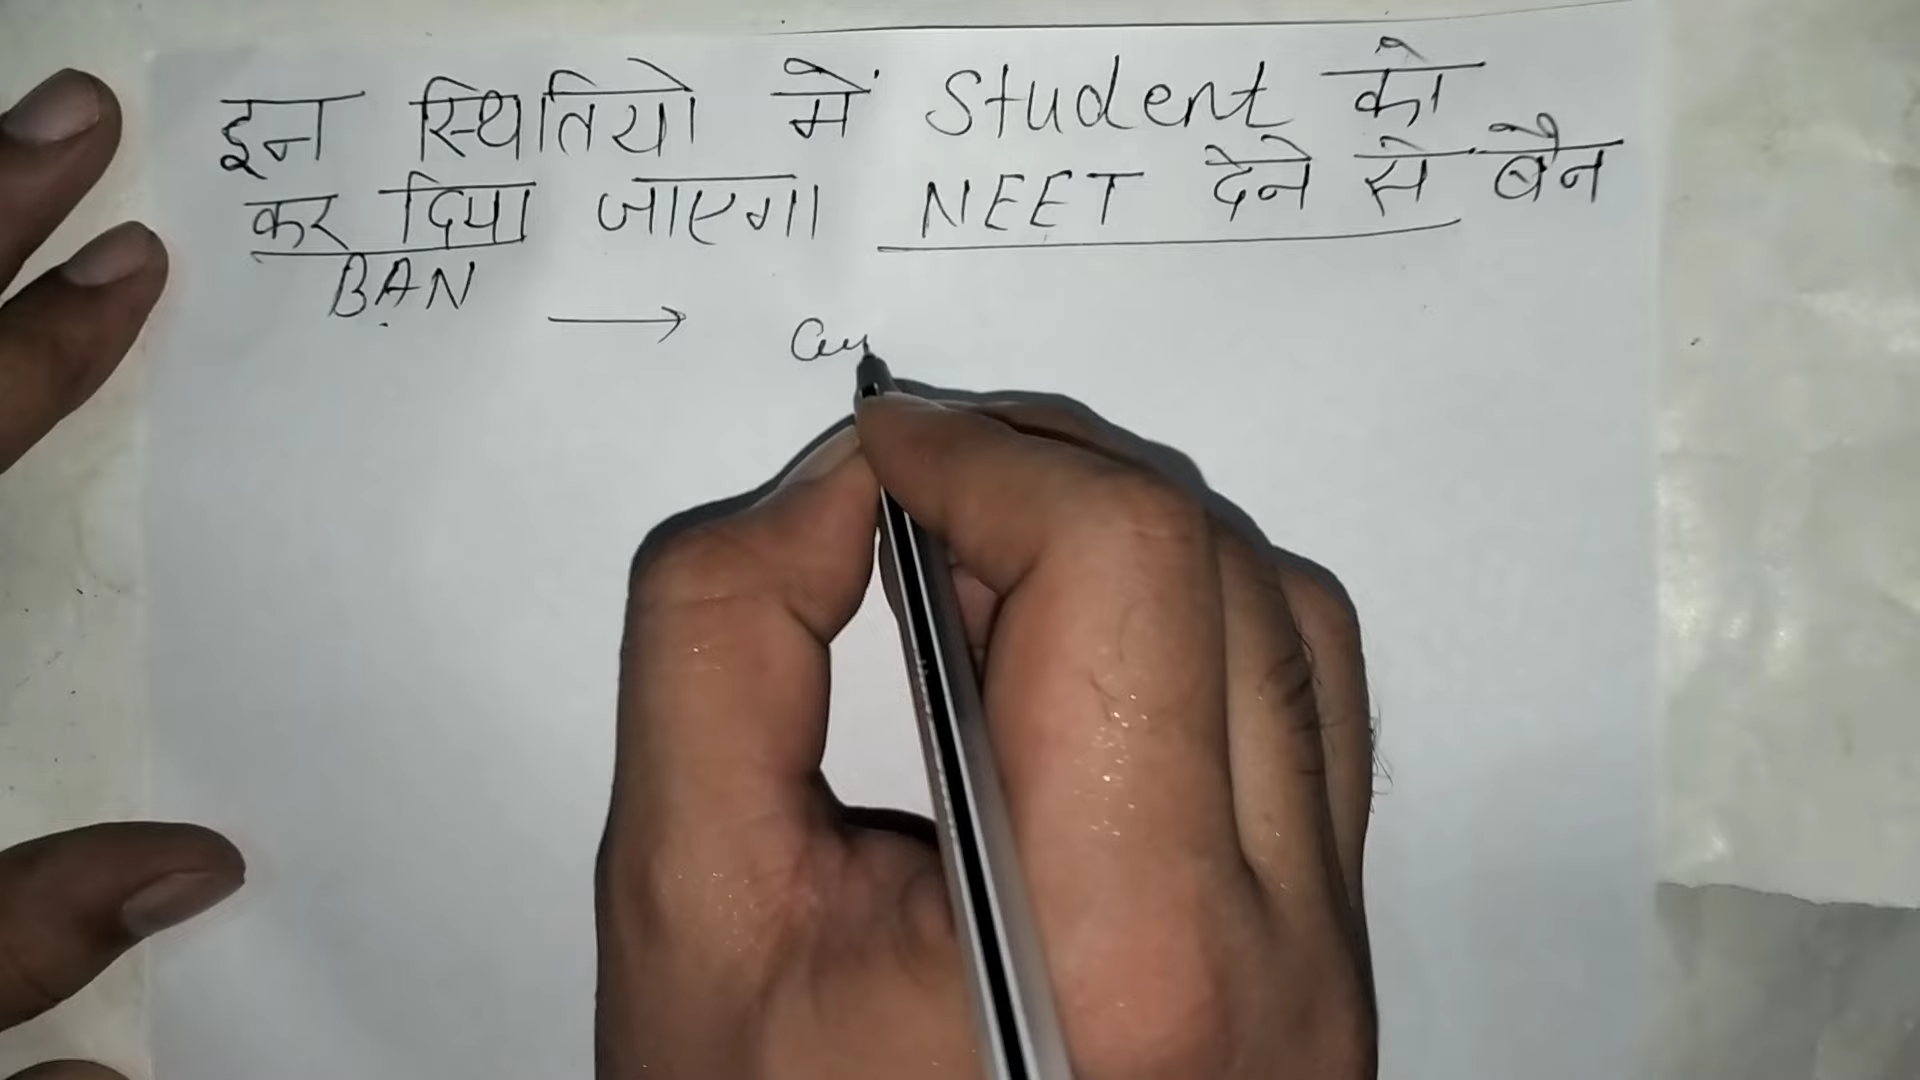 इन स्थितियो में Student को
कर दिया जाएगा NEET देने से बैन
BAN →